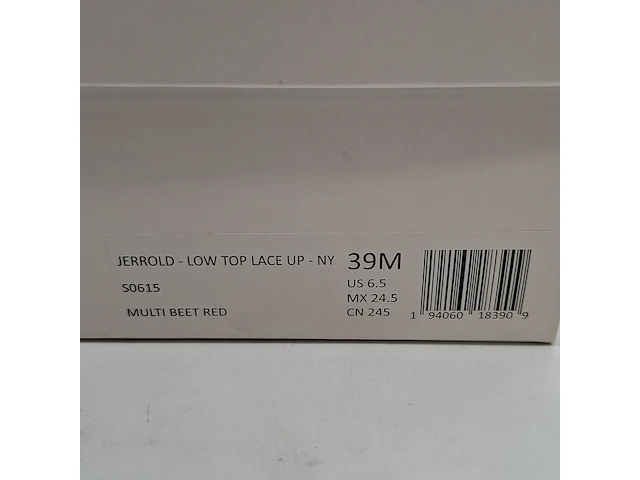 JERROLD - LOW TOP LACE UP - NY
S0615
MULTI BEET RED
39M
US 6.5
MX 24.5
CN 245
1 94060 18390 9